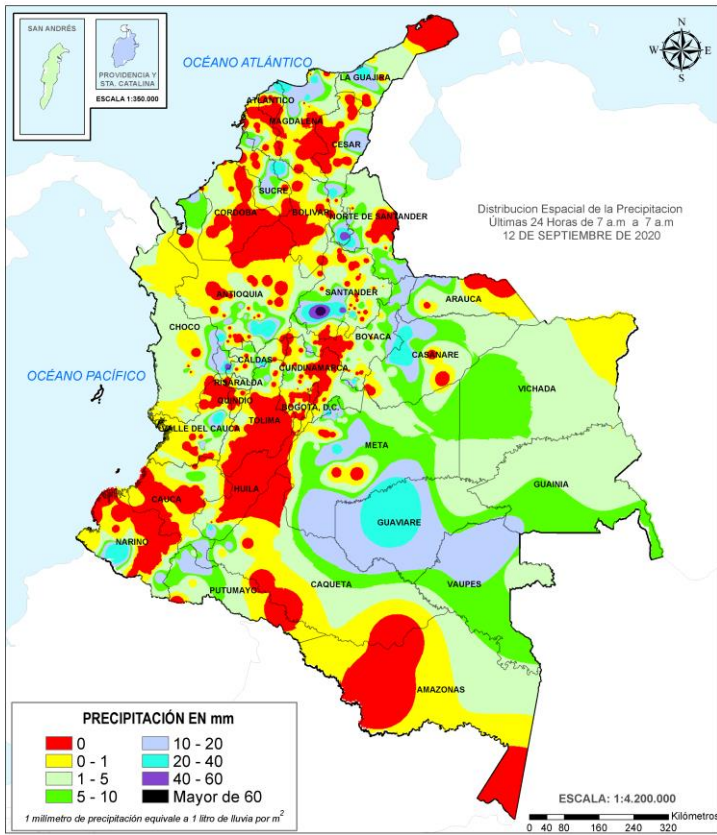 SAN ANDRÉS
PROVIDENCIA Y
STA. CATALINA
ESCALA 1:350.000
N
W
E
S
OCÉANO ATLÁNTICO
LA GUAJIRA
ATLANTICO
MAGDALENA
CESAR
SUCRE
CORDOBA
BOLIVAR
NORTE DE SANTANDER
Distribucion Espacial de la Precipitacion
Últimas 24 Horas de 7 a.m a 7 a.m
12 DE SEPTIEMBRE DE 2020
ANTIOQUIA
SANTANDER
ARAUCA
CHOCO
BOYACA
CASANARE
CALDAS
CUNDINAMARCA
OCÉANO PACÍFICO
RISARALDA
VICHADA
QUINDIO
BOGOTA, D.C.
TOLIMA
VALLE DEL CAUCA
META
GUAINIA
HUILA
CAUCA
GUAVIARE
NARIÑO
CAQUETA
VAUPES
PUTUMAYO
AMAZONAS
PRECIPITACIÓN EN mm
0
10 - 20
0 - 1
20 - 40
1 - 5
40 - 60
5 - 10
Mayor de 60
1 milímetro de precipitación equivale a 1 litro de lluvia por m²
ESCALA: 1:4.200.000
Kilómetros
0 40 80 160 240 320